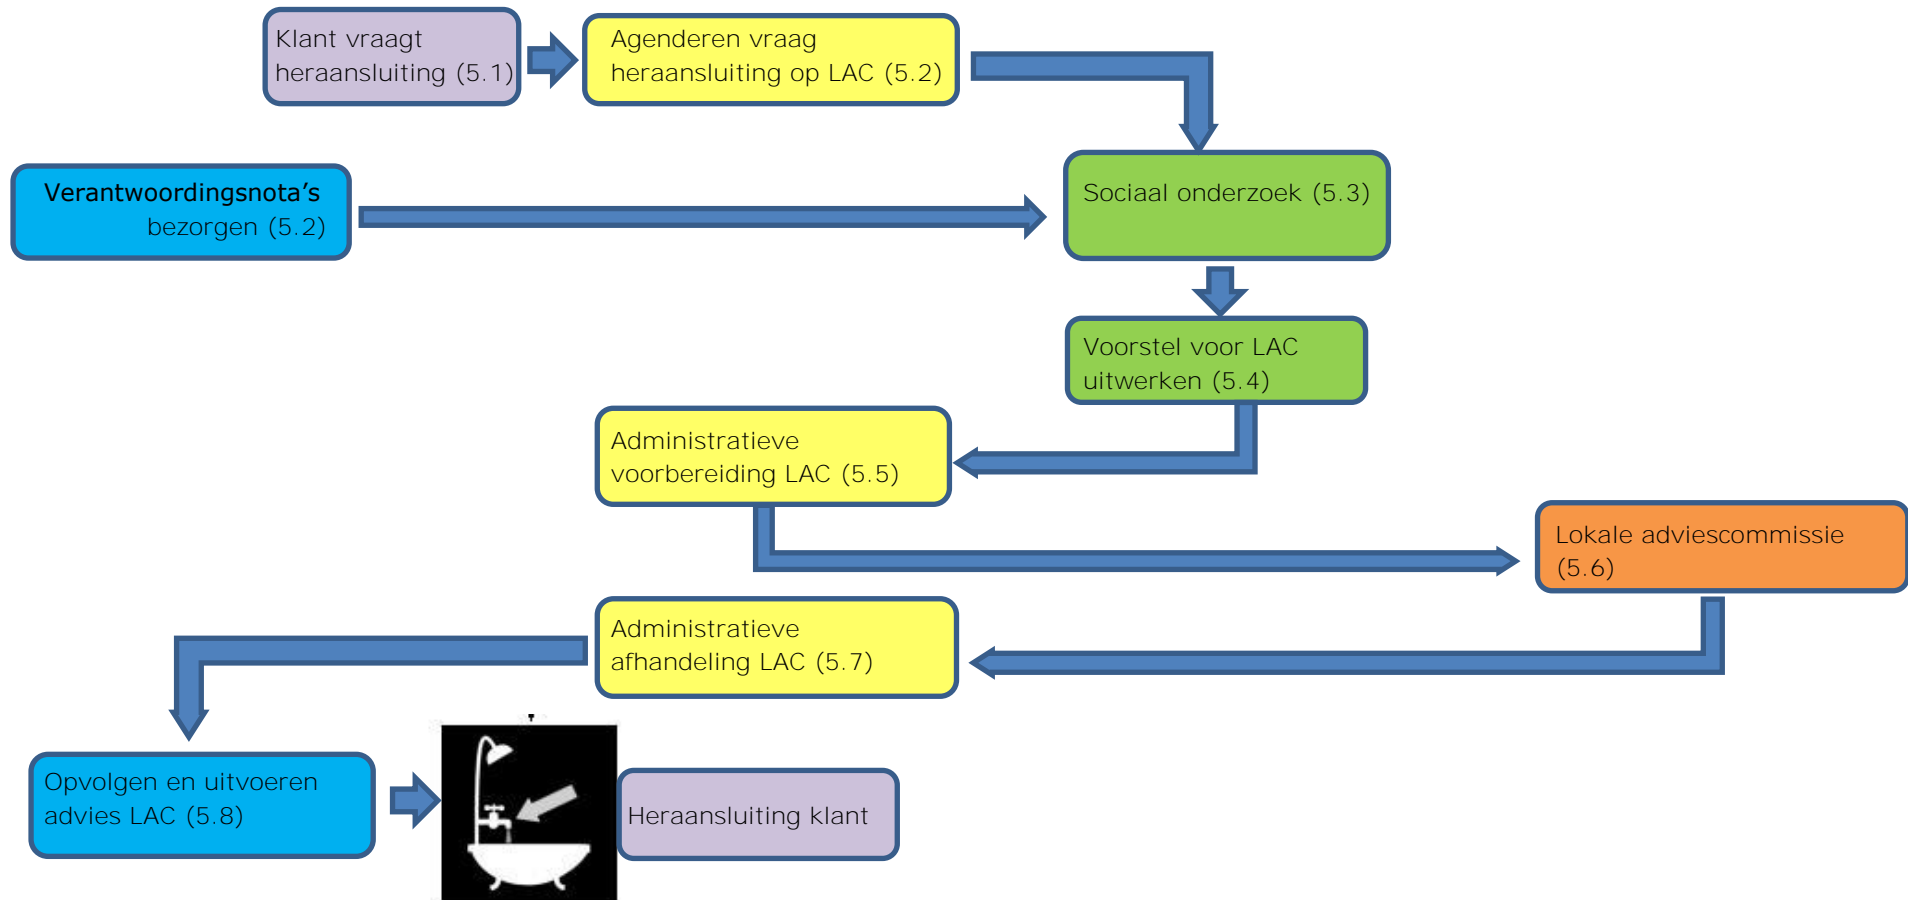 Klant vraagt
heraansluiting (5.1)
Agenderen vraag
heraansluiting op LAC (5.2)
Verantwoordingsnota’s
bezorgen (5.2)
Sociaal onderzoek (5.3)
Voorstel voor LAC
uitwerken (5.4)
Administratieve
voorbereiding LAC (5.5)
Lokale adviescommissie
(5.6)
Administratieve
afhandeling LAC (5.7)
Opvolgen en uitvoeren
advies LAC (5.8)
Heraansluiting klant